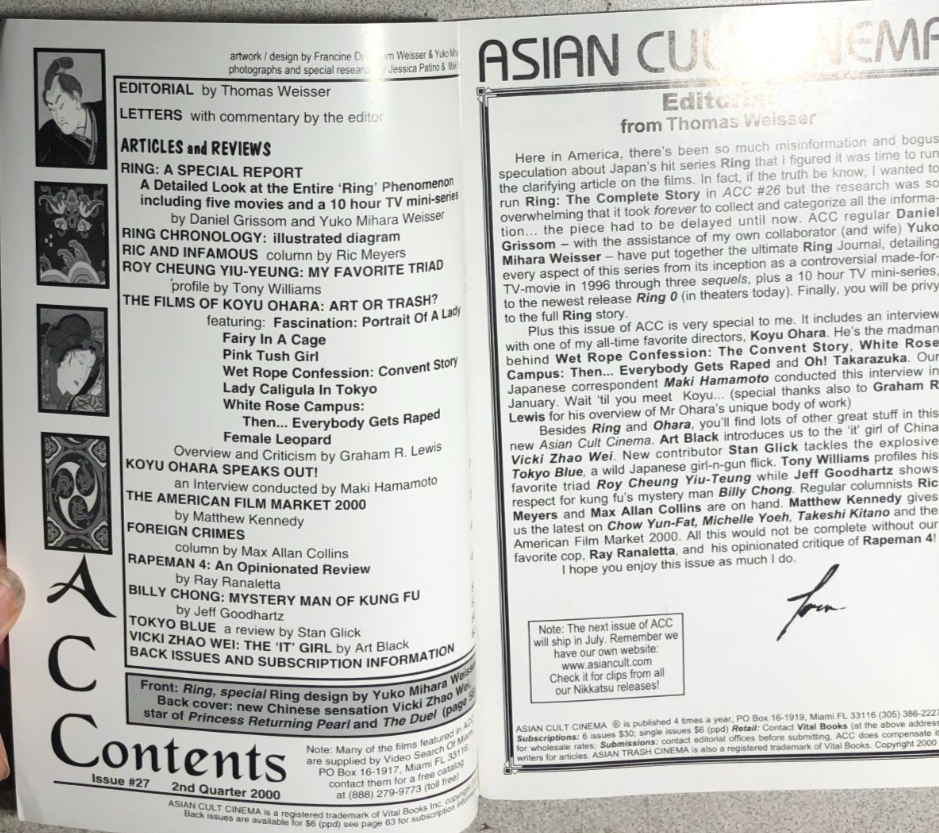 artwork / design by Francine Weisser & Yuko
photographs and special Jessica Patino &
EDITORIAL by Thomas Weisser
LETTERS with commentary by the editor
ARTICLES and REVIEWS
RING: A SPECIAL REPORT
A Detailed Look at the Entire 'Ring' Phenomenon
including five movies and a 10 hour TV mini-series
by Daniel Grissom and Yuko Mihara Weisser
RING CHRONOLOGY: illustrated diagram
RIC AND INFAMOUS column by Ric Meyers
ROY CHEUNG YIU-YEUNG: MY FAVORITE TRIAD
profile by Tony Williams
THE FILMS OF KOYU OHARA: ART OR TRASH?
featuring: Fascination: Portrait Of A Lady
Fairy In A Cage
Pink Tush Girl
Wet Rope Confession: Convent Story
Lady Caligula In Tokyo
White Rose Campus:
Then... Everybody Gets Raped
Female Leopard
Overview and Criticism by Graham R. Lewis
KOYU OHARA SPEAKS OUT!
an Interview conducted by Maki Hamamoto
THE AMERICAN FILM MARKET 2000
by Matthew Kennedy
FOREIGN CRIMES
column by Max Allan Collins
RAPEMAN 4: An Opinionated Review
by Ray Ranaletta
BILLY CHONG: MYSTERY MAN OF KUNG FU
by Jeff Goodhartz
TOKYO BLUE a review by Stan Glick
VICKI ZHAO WEI: THE 'IT' GIRL by Art Black
BACK ISSUES AND SUBSCRIPTION INFORMATION
Front: Ring, special Ring design by Yuko Mihara
Back cover: new Chinese sensation Vicki Zhao
star of Princess Returning Pearl and The Duel (page
ACC
Contents
Issue #27 2nd Quarter 2000
Note: Many of the films featured in
are supplied by Video Search Of
PO Box 16-1917, Miami FL 33116.
contact them for a free catalog
at (888) 279-9773 (toll free)
ASIAN CULT CINEMA is a registered trademark of Vital Books Inc.
Back issues are available for $6 (ppd) see page 63 for subscription
ASIAN CULT CINEMA
Editorial
from Thomas Weisser
Here in America, there's been so much misinformation and bogus
speculation about Japan's hit series Ring that I figured it was time to run
the clarifying article on the films. In fact, if the truth be know, I wanted to
run Ring: The Complete Story in ACC #26 but the research was so
overwhelming that it took forever to collect and categorize all the informa-
tion... the piece had to be delayed until now. ACC regular Daniel
Grissom – with the assistance of my own collaborator (and wife) Yuko
Mihara Weisser – have put together the ultimate Ring Journal, detailing
every aspect of this series from its inception as a controversial made-for-
TV-movie in 1996 through three sequels, plus a 10 hour TV mini-series,
to the newest release Ring 0 (in theaters today). Finally, you will be privy
to the full Ring story.
Plus this issue of ACC is very special to me. It includes an interview
with one of my all-time favorite directors, Koyu Ohara. He's the madman
behind Wet Rope Confession: The Convent Story, White Rose
Campus: Then... Everybody Gets Raped and Oh! Takarazuka. Our
Japanese correspondent Maki Hamamoto conducted this interview in
January. Wait 'til you meet Koyu... (special thanks also to Graham R
Lewis for his overview of Mr Ohara's unique body of work)
Besides Ring and Ohara, you'll find lots of other great stuff in this
new Asian Cult Cinema. Art Black introduces us to the 'it' girl of China
Vicki Zhao Wei. New contributor Stan Glick tackles the explosive
Tokyo Blue, a wild Japanese girl-n-gun flick. Tony Williams profiles his
favorite triad Roy Cheung Yiu-Teung while Jeff Goodhartz shows
respect for kung fu's mystery man Billy Chong. Regular columnists Ric
Meyers and Max Allan Collins are on hand. Matthew Kennedy gives
us the latest on Chow Yun-Fat, Michelle Yeoh, Takeshi Kitano and the
American Film Market 2000. All this would not be complete without our
favorite cop, Ray Ranaletta, and his opinionated critique of Rapeman 4!
I hope you enjoy this issue as much I do.
Note: The next issue of ACC
will ship in July. Remember we
have our own website:
www.asiancult.com
Check it for clips from all
our Nikkatsu releases!
ASIAN CULT CINEMA ® is published 4 times a year, PO Box 16-1919, Miami FL 33116 (305) 386-2227
Subscriptions: 6 issues $30; single issues $6 (ppd) Retail: Contact Vital Books (at the above address
for wholesale rates; Submissions: contact editorial offices before submitting, ACC does compensate
writers for articles. ASIAN TRASH CINEMA is also a registered trademark of Vital Books. Copyright 2000